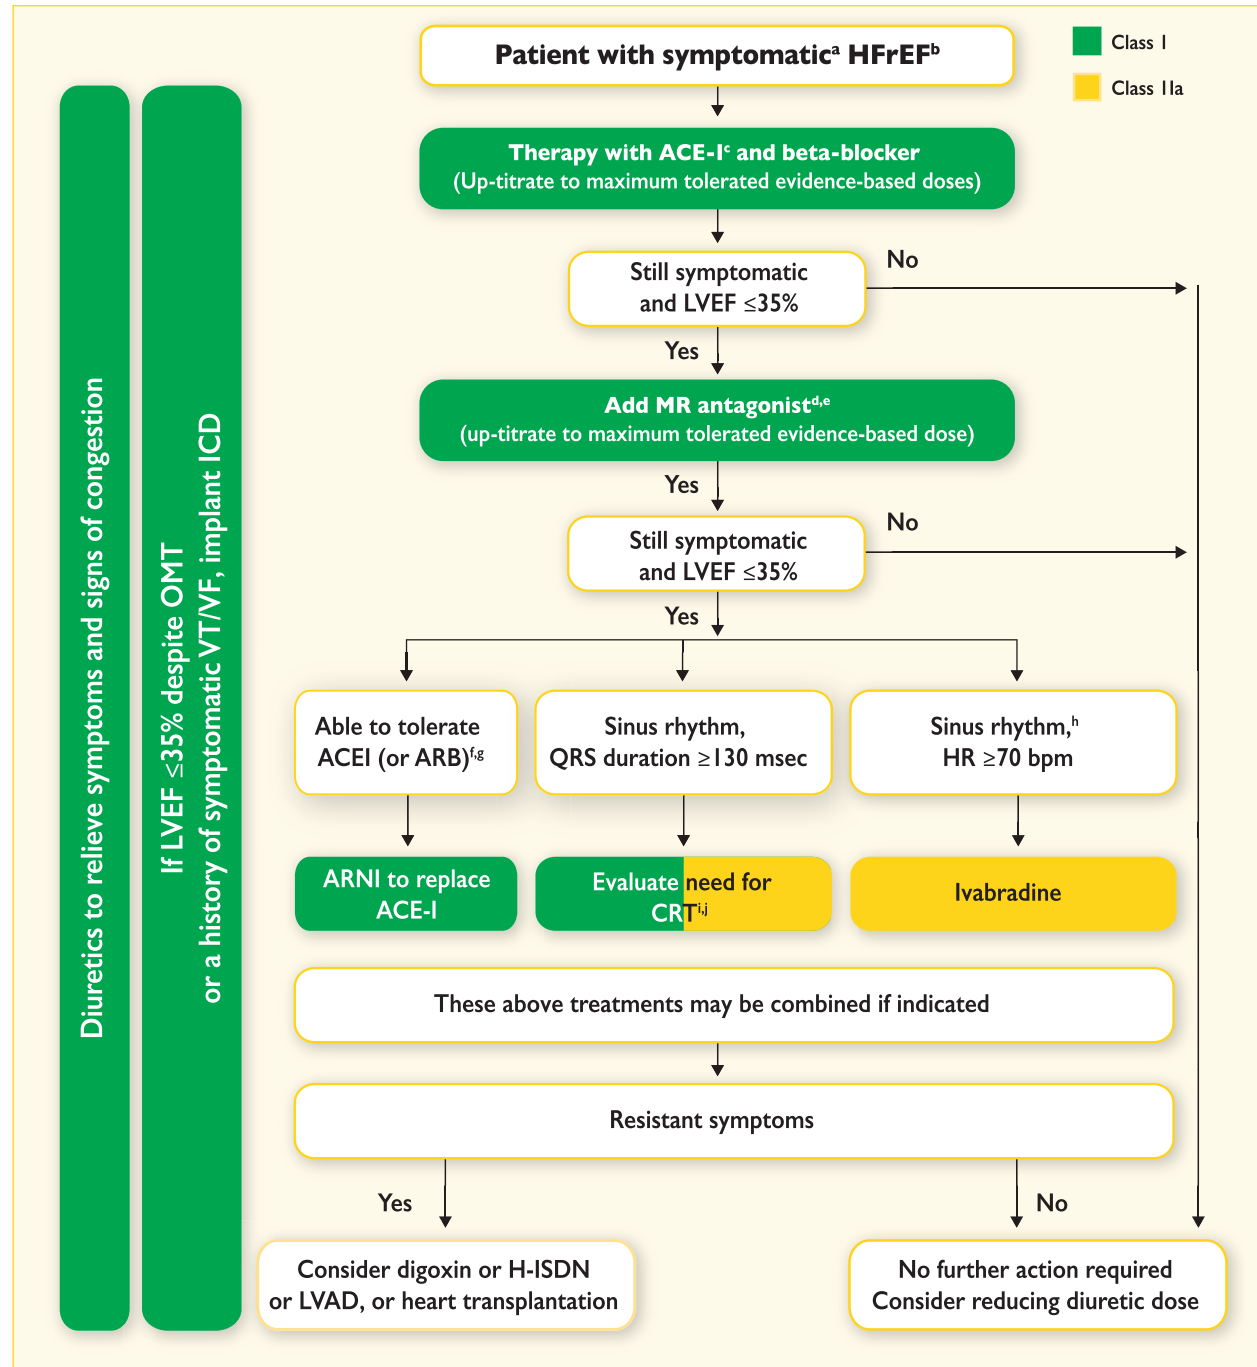 Patient with symptomaticᵃ HFrEFᵇ
Class I
Class IIa
Diuretics to relieve symptoms and signs of congestion
If LVEF ≤35% despite OMT
or a history of symptomatic VT/VF, implant ICD
Therapy with ACE-Iᶜ and beta-blocker
(Up-titrate to maximum tolerated evidence-based doses)
Still symptomatic
and LVEF ≤35%
No
Yes
Add MR antagonistᵈ,ᵉ
(up-titrate to maximum tolerated evidence-based dose)
Yes
Still symptomatic
and LVEF ≤35%
No
Yes
Able to tolerate
ACEI (or ARB)ᶠ,ᵍ
Sinus rhythm,
QRS duration ≥130 msec
Sinus rhythm,ʰ
HR ≥70 bpm
ARNI to replace
ACE-I
Evaluate need for
CRTⁱ,ʲ
Ivabradine
These above treatments may be combined if indicated
Resistant symptoms
Yes
No
Consider digoxin or H-ISDN
or LVAD, or heart transplantation
No further action required
Consider reducing diuretic dose